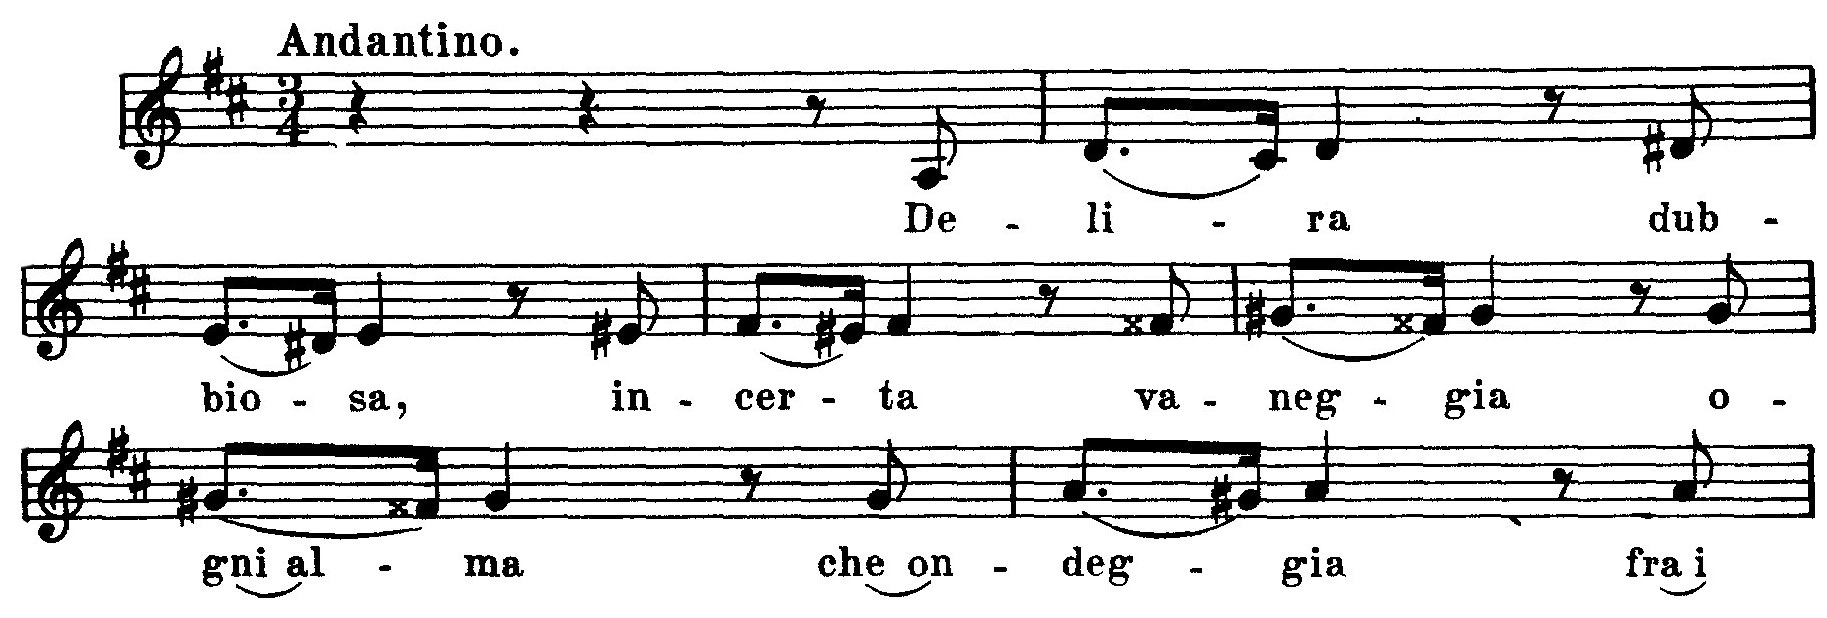 Andantino.
3/4
De - li - ra dub -
bio - sa, in - cer - ta va - neg - gia o -
gni al - ma che on - deg - gia fra i